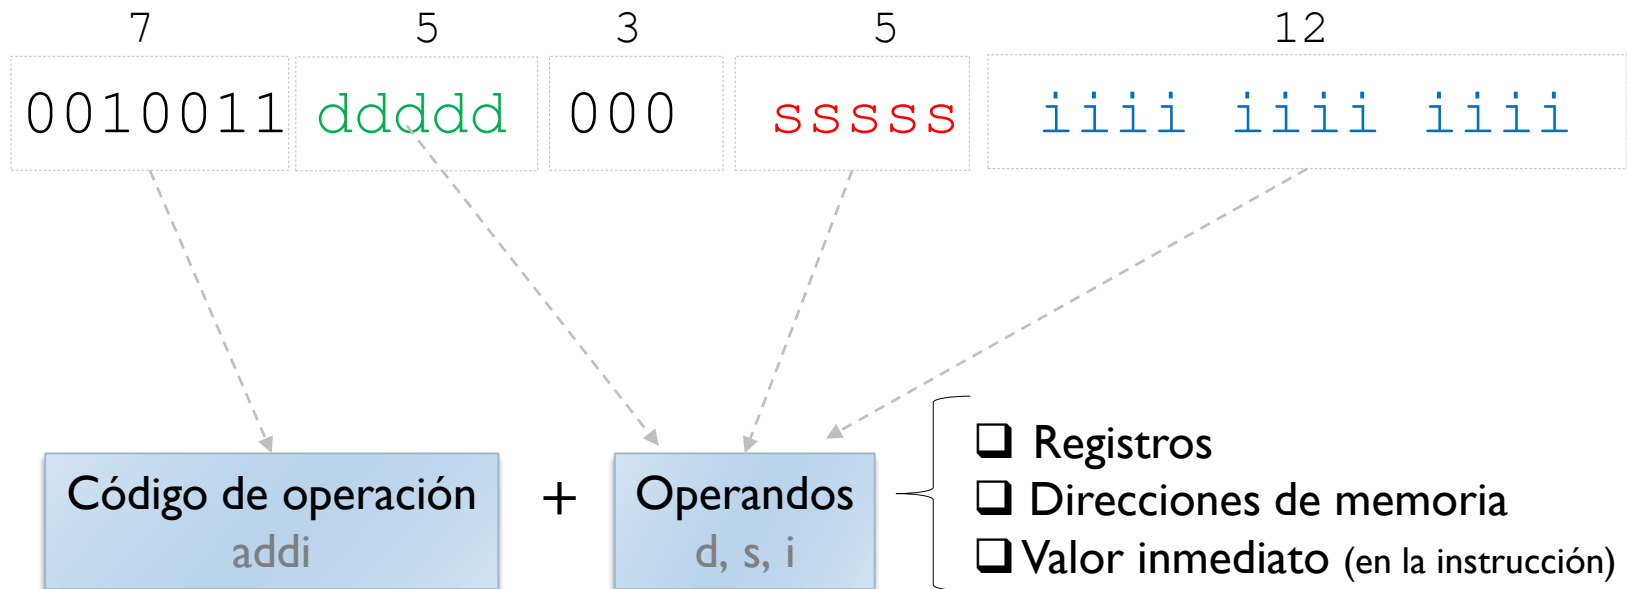 7 5 3 5 12
0010011 ddddd 000 sssss iiii iiii iiii
Código de operación + Operandos
addi d, s, i
❑ Registros
❑ Direcciones de memoria
❑ Valor inmediato (en la instrucción)